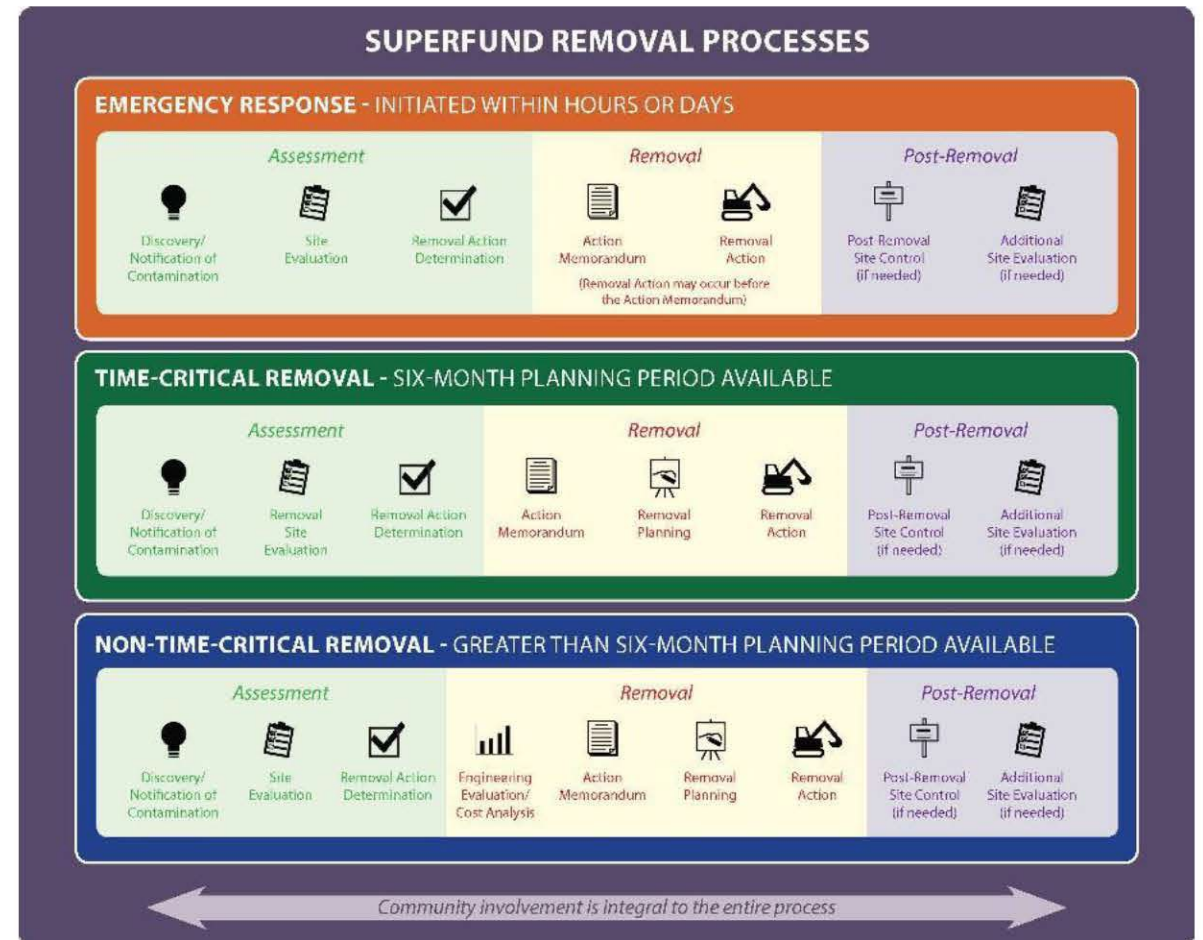 SUPERFUND REMOVAL PROCESSES
EMERGENCY RESPONSE - INITIATED WITHIN HOURS OR DAYS
Assessment
Discovery/
Notification of
Contamination
Site
Evaluation
Removal Action
Determination
Removal
Action
Memorandum
Removal
Action
(Removal Action may occur before
the Action Memorandum)
Post-Removal
Post-Removal
Site Control
(if needed)
Additional
Site Evaluation
(if needed)
TIME-CRITICAL REMOVAL - SIX-MONTH PLANNING PERIOD AVAILABLE
Assessment
Discovery/
Notification of
Contamination
Removal
Site
Evaluation
Removal Action
Determination
Removal
Action
Memorandum
Removal
Planning
Removal
Action
Post-Removal
Post-Removal
Site Control
(if needed)
Additional
Site Evaluation
(if needed)
NON-TIME-CRITICAL REMOVAL - GREATER THAN SIX-MONTH PLANNING PERIOD AVAILABLE
Assessment
Discovery/
Notification of
Contamination
Site
Evaluation
Removal Action
Determination
Removal
Engineering
Evaluation/
Cost Analysis
Action
Memorandum
Removal
Planning
Removal
Action
Post-Removal
Post-Removal
Site Control
(if needed)
Additional
Site Evaluation
(if needed)
Community involvement is integral to the entire process